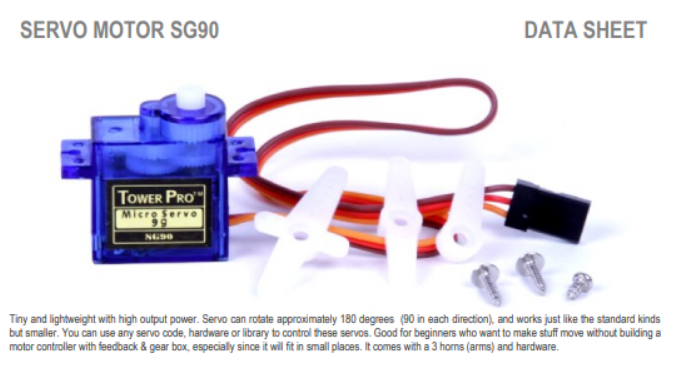 SERVO MOTOR SG90
DATA SHEET
TOWER PRO™
Micro Servo
9g
SG90
Tiny and lightweight with high output power. Servo can rotate approximately 180 degrees (90 in each direction), and works just like the standard kinds
but smaller. You can use any servo code, hardware or library to control these servos. Good for beginners who want to make stuff move without building a
motor controller with feedback & gear box, especially since it will fit in small places. It comes with a 3 horns (arms) and hardware.